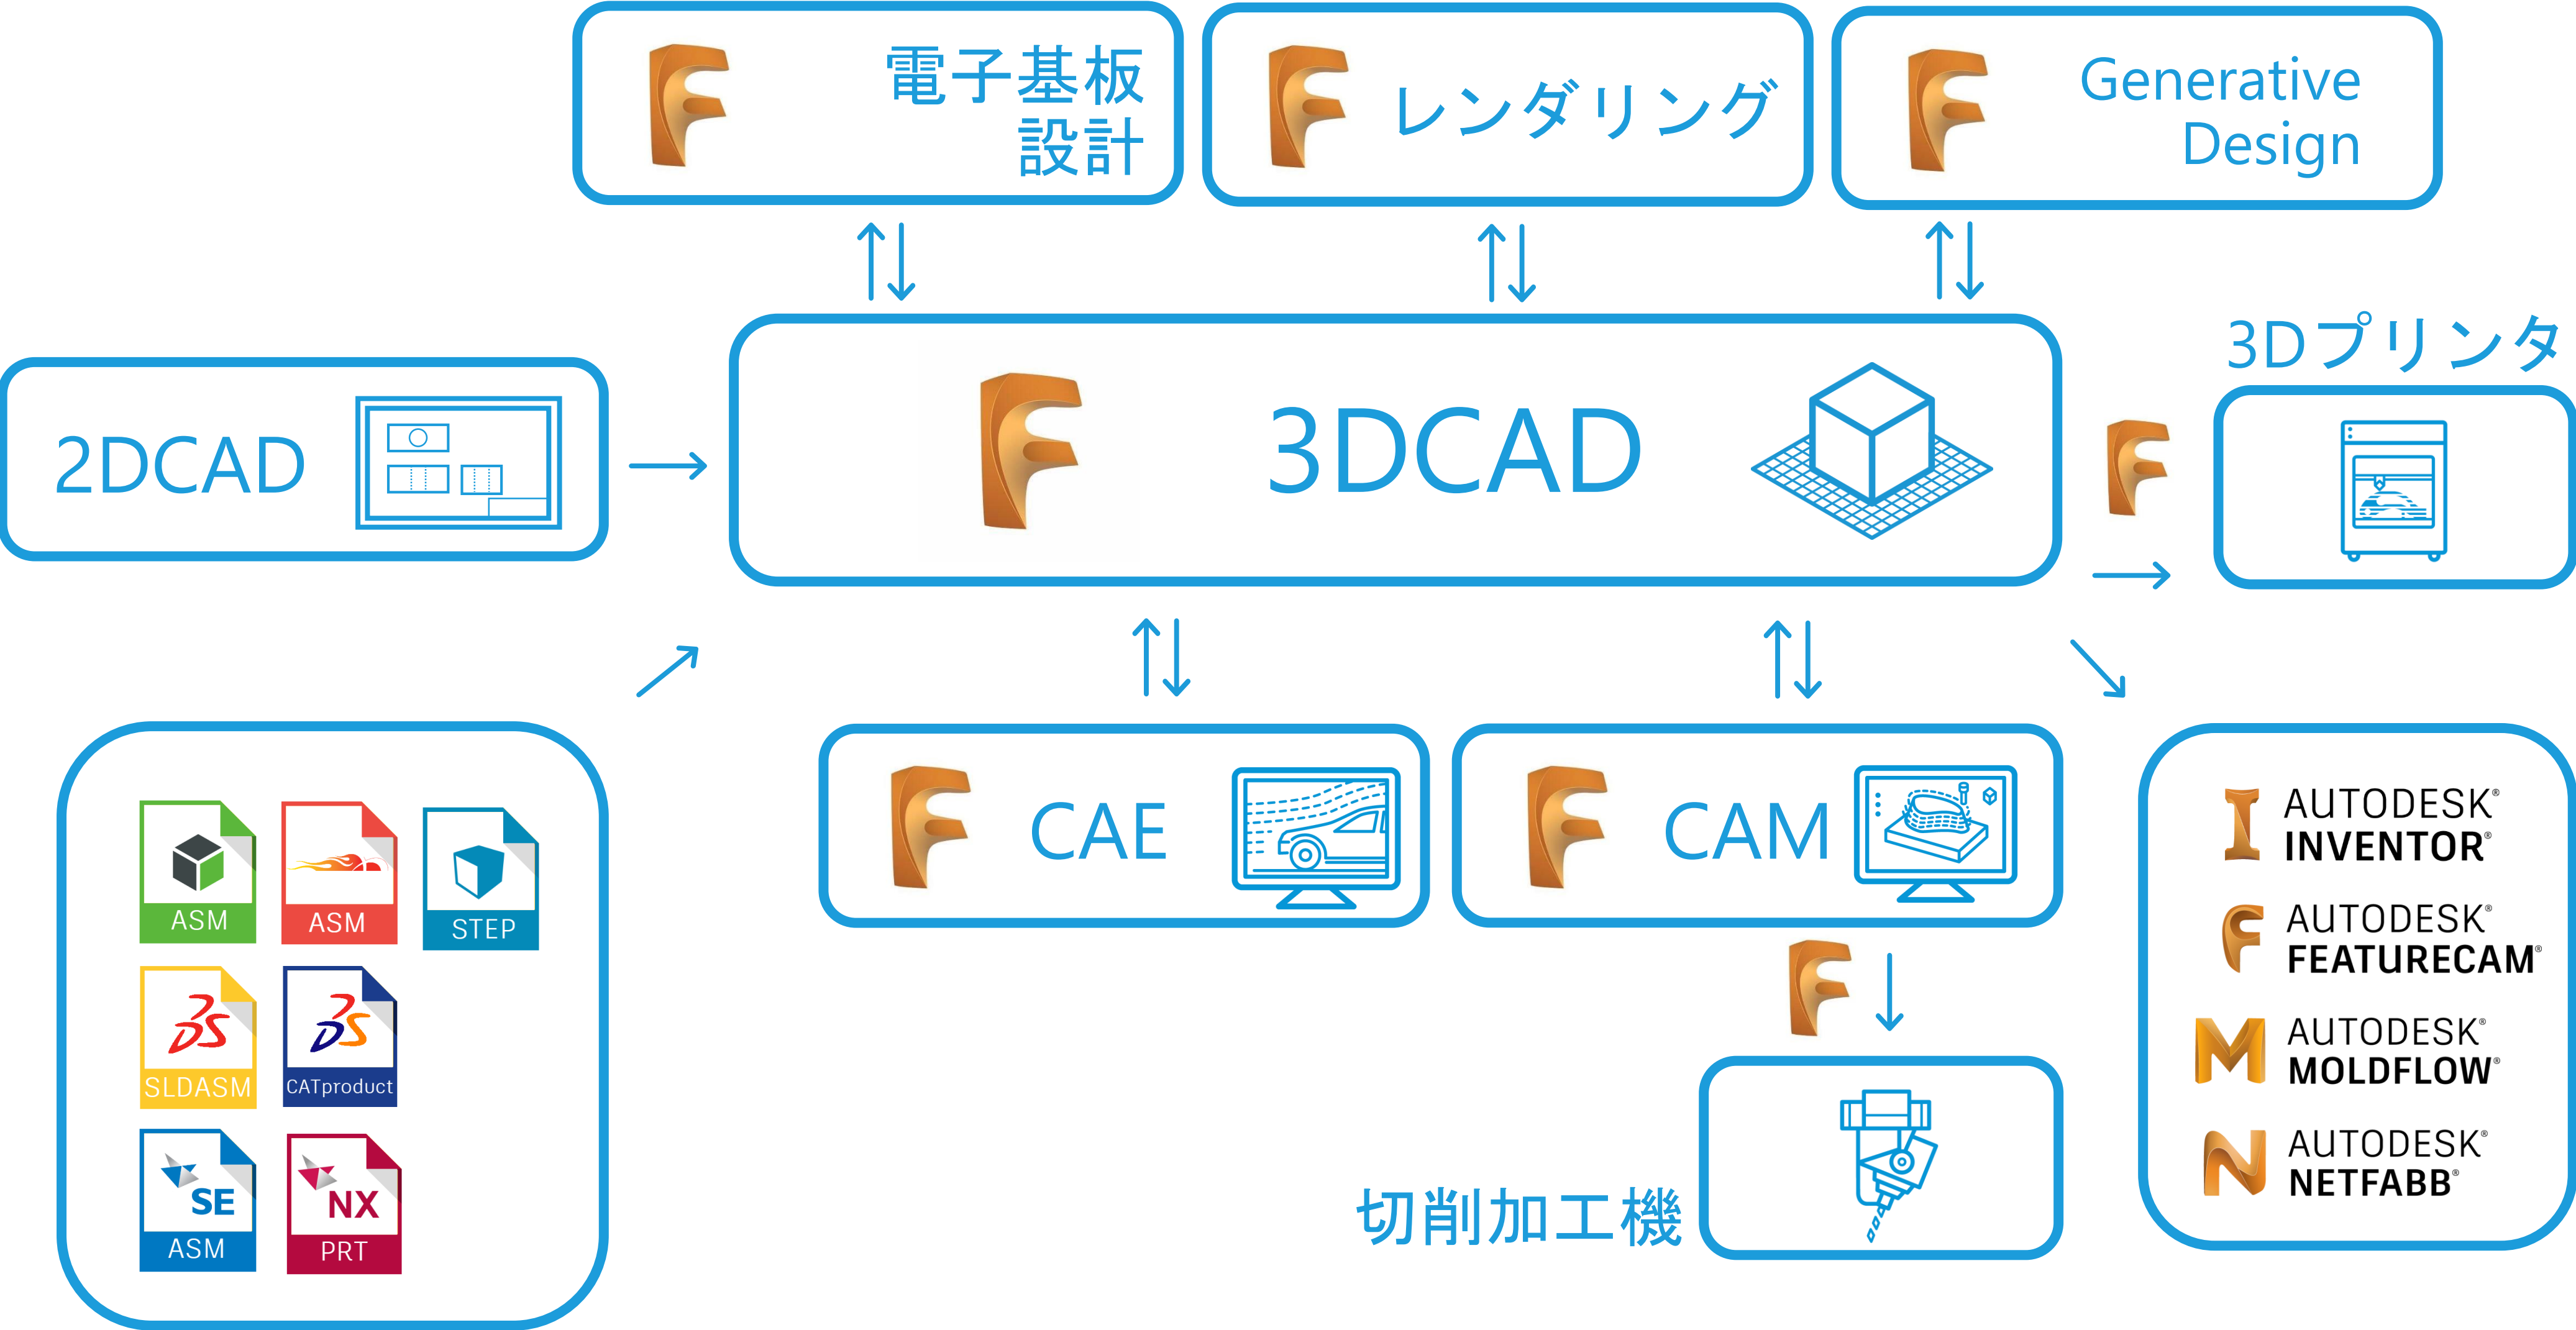 電子基板
設計
レンダリング
Generative
Design
2DCAD
3DCAD
3Dプリンタ
CAE
CAM
切削加工機
ASM
ASM
STEP
SLDASM
CATproduct
SE
ASM
NX
PRT
AUTODESK®
INVENTOR®
AUTODESK®
FEATURECAM®
AUTODESK®
MOLDFLOW®
AUTODESK®
NETFABB®